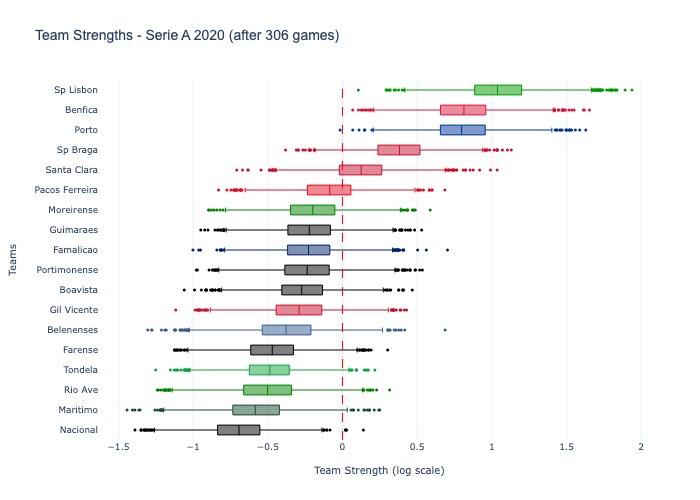 Team Strengths - Serie A 2020 (after 306 games)
Sp Lisbon
Benfica
Porto
Sp Braga
Santa Clara
Pacos Ferreira
Moreirense
Guimaraes
Famalicao
Portimonense
Boavista
Gil Vicente
Belenenses
Farense
Tondela
Rio Ave
Maritimo
Nacional
Teams
−1.5 −1 −0.5 0 0.5 1 1.5 2
Team Strength (log scale)